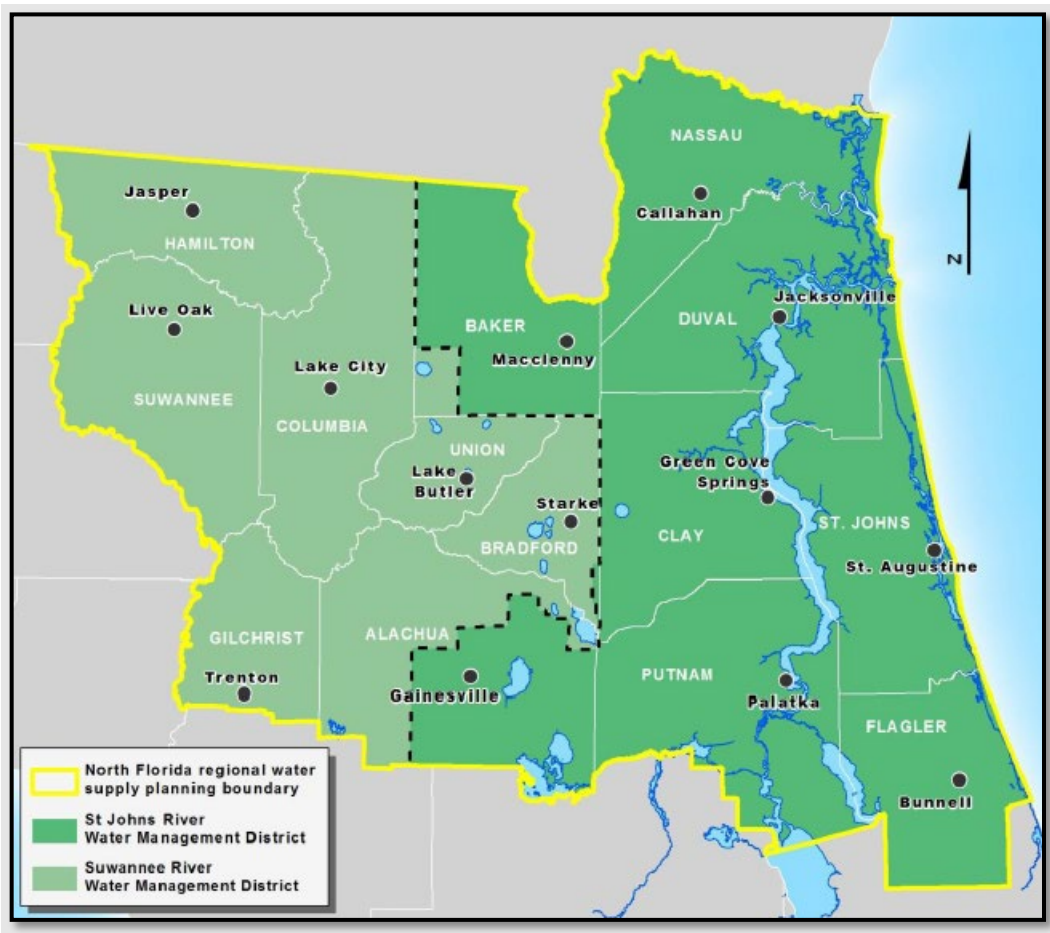 NASSAU
Jasper
Callahan
HAMILTON
N
Live Oak
Jacksonville
DUVAL
BAKER
Macclenny
Lake City
SUWANNEE
COLUMBIA
UNION
Green Cove
Springs
Lake
Butler
Starke
ST. JOHNS
CLAY
BRADFORD
St. Augustine
GILCHRIST
ALACHUA
Trenton
Gainesville
PUTNAM
Palatka
FLAGLER
Bunnell
North Florida regional water
supply planning boundary
St Johns River
Water Management District
Suwannee River
Water Management District